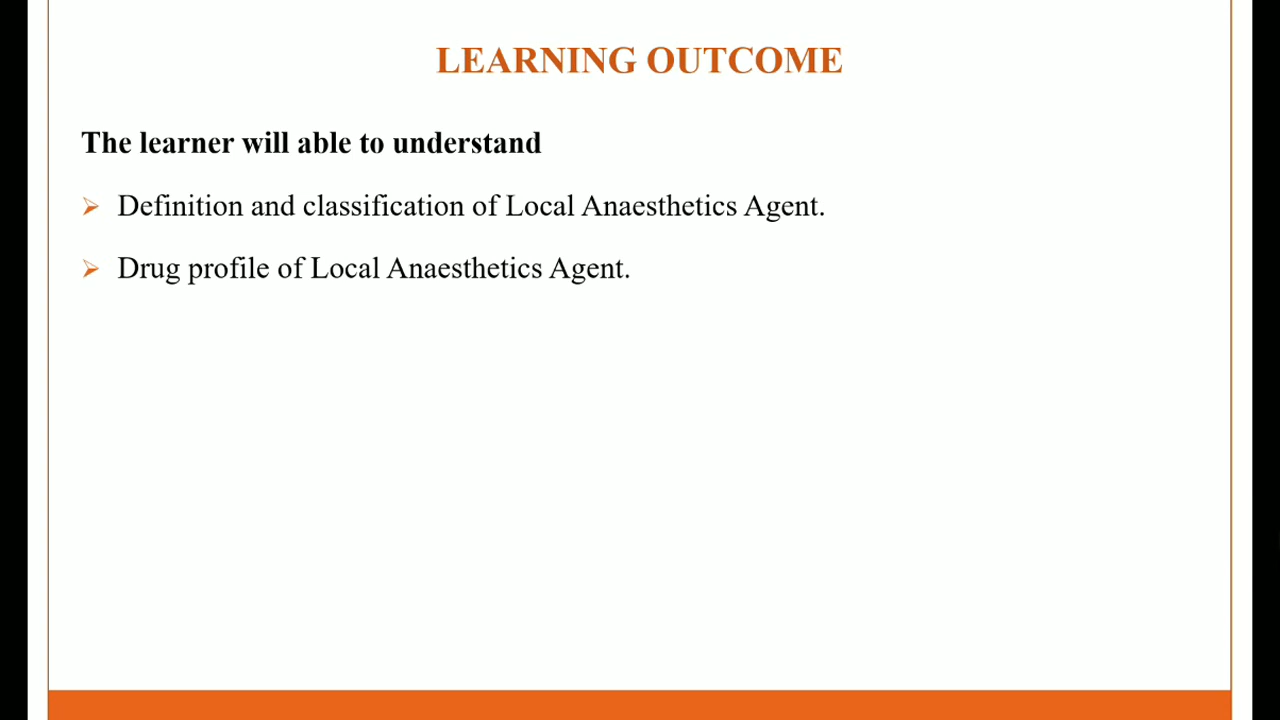 LEARNING OUTCOME
The learner will able to understand
Definition and classification of Local Anaesthetics Agent.
Drug profile of Local Anaesthetics Agent.